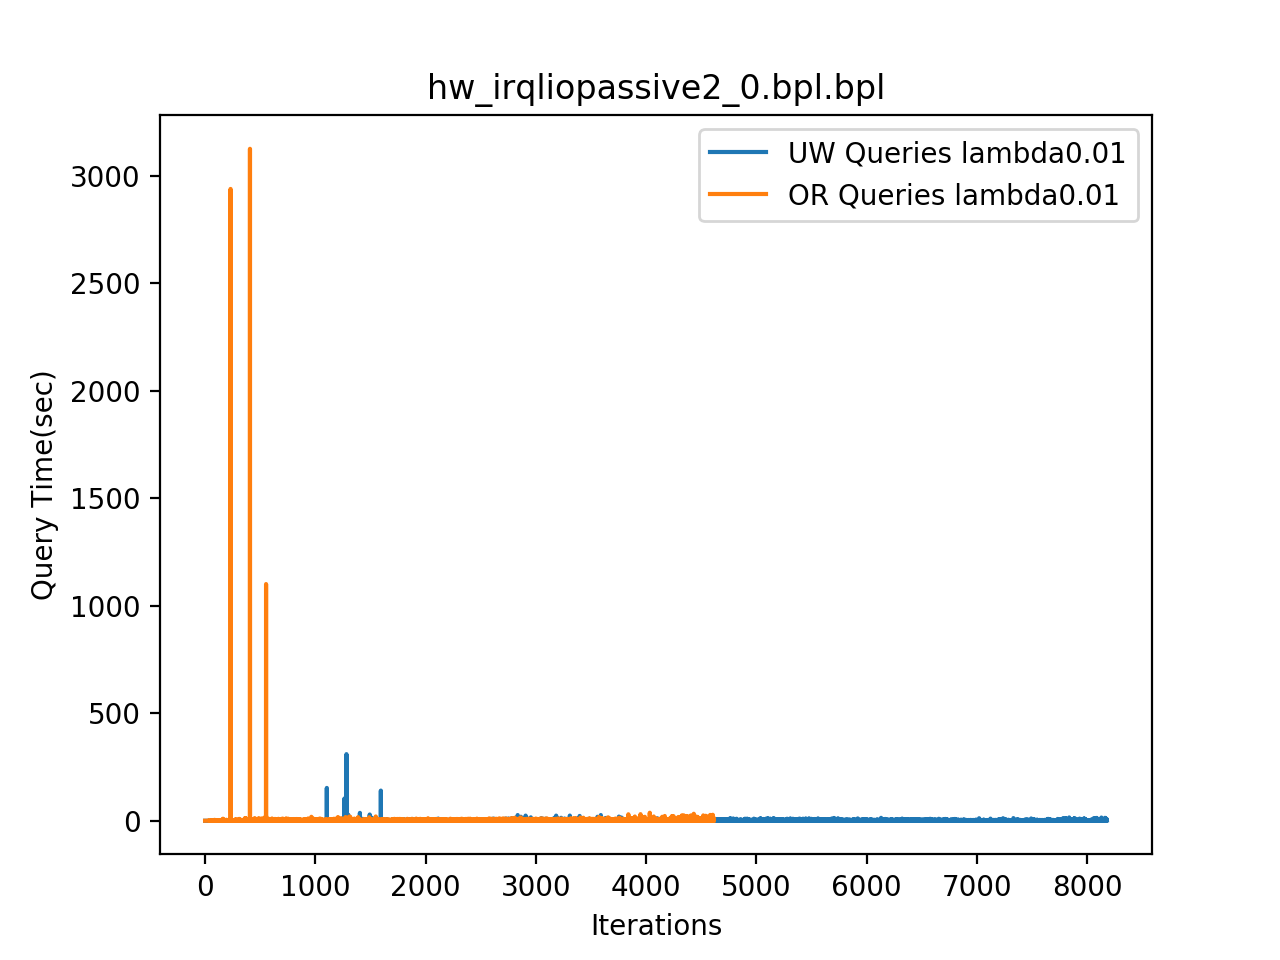 hw_irqliopassive2_0.bpl.bpl
UW Queries lambda0.01
OR Queries lambda0.01
Query Time(sec)
3000
2500
2000
1500
1000
500
0
0 1000 2000 3000 4000 5000 6000 7000 8000
Iterations